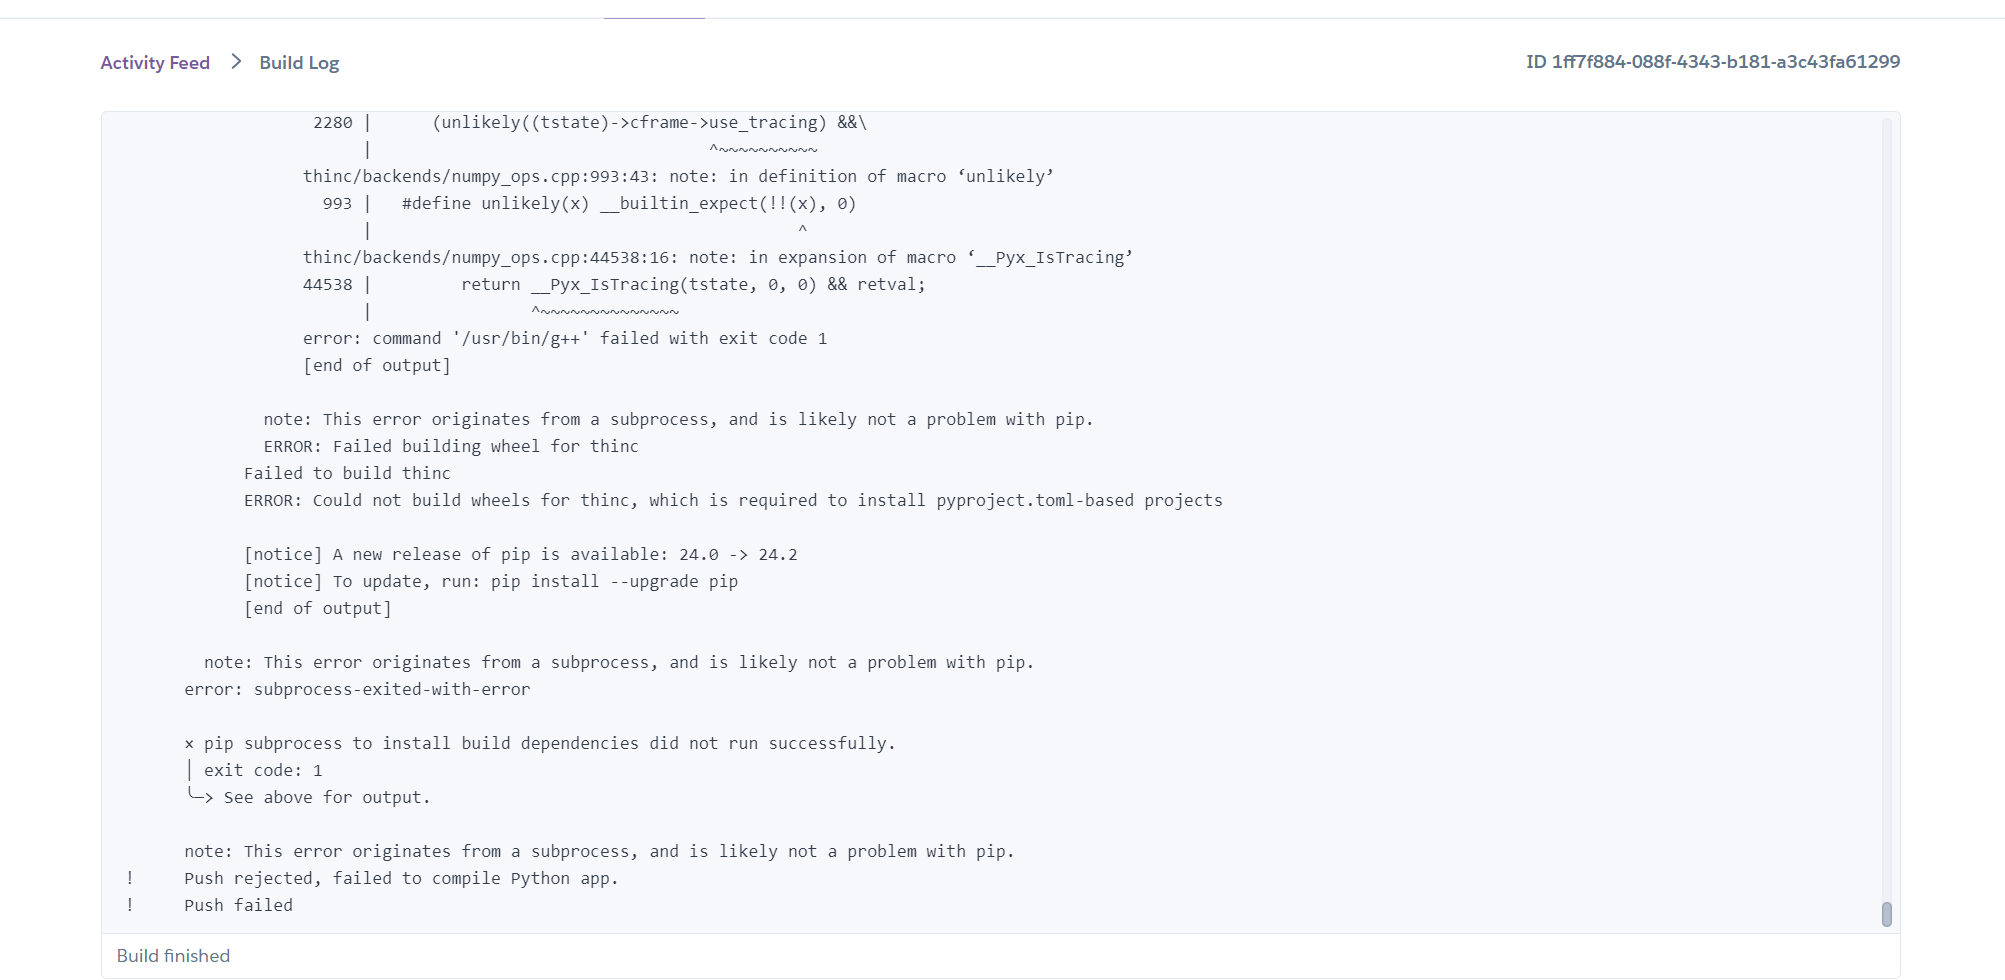 Activity Feed > Build Log
ID 1ff7f884-088f-4343-b181-a3c43fa61299
2280 |      (unlikely((tstate)->cframe->use_tracing) &&\
|                                  ^~~~~~~~~~~
thinc/backends/numpy_ops.cpp:993:43: note: in definition of macro ‘unlikely’
993 |   #define unlikely(x) __builtin_expect(!!(x), 0)
|                                           ^
thinc/backends/numpy_ops.cpp:44538:16: note: in expansion of macro ‘__Pyx_IsTracing’
44538 |         return __Pyx_IsTracing(tstate, 0, 0) && retval;
|                ^~~~~~~~~~~~~~~
error: command '/usr/bin/g++' failed with exit code 1
[end of output]
note: This error originates from a subprocess, and is likely not a problem with pip.
ERROR: Failed building wheel for thinc
Failed to build thinc
ERROR: Could not build wheels for thinc, which is required to install pyproject.toml-based projects
[notice] A new release of pip is available: 24.0 -> 24.2
[notice] To update, run: pip install --upgrade pip
[end of output]
note: This error originates from a subprocess, and is likely not a problem with pip.
error: subprocess-exited-with-error
× pip subprocess to install build dependencies did not run successfully.
│ exit code: 1
╰─> See above for output.
note: This error originates from a subprocess, and is likely not a problem with pip.
!     Push rejected, failed to compile Python app.
!     Push failed
Build finished